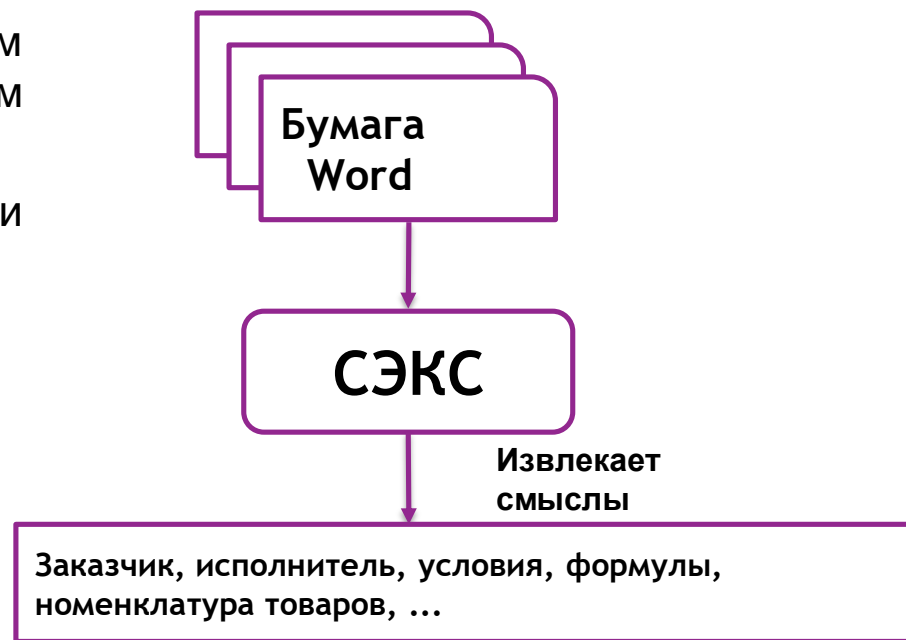 м
м
и
Бумага
Word
СЭКС
Извлекает
смыслы
Заказчик, исполнитель, условия, формулы,
номенклатура товаров, ...